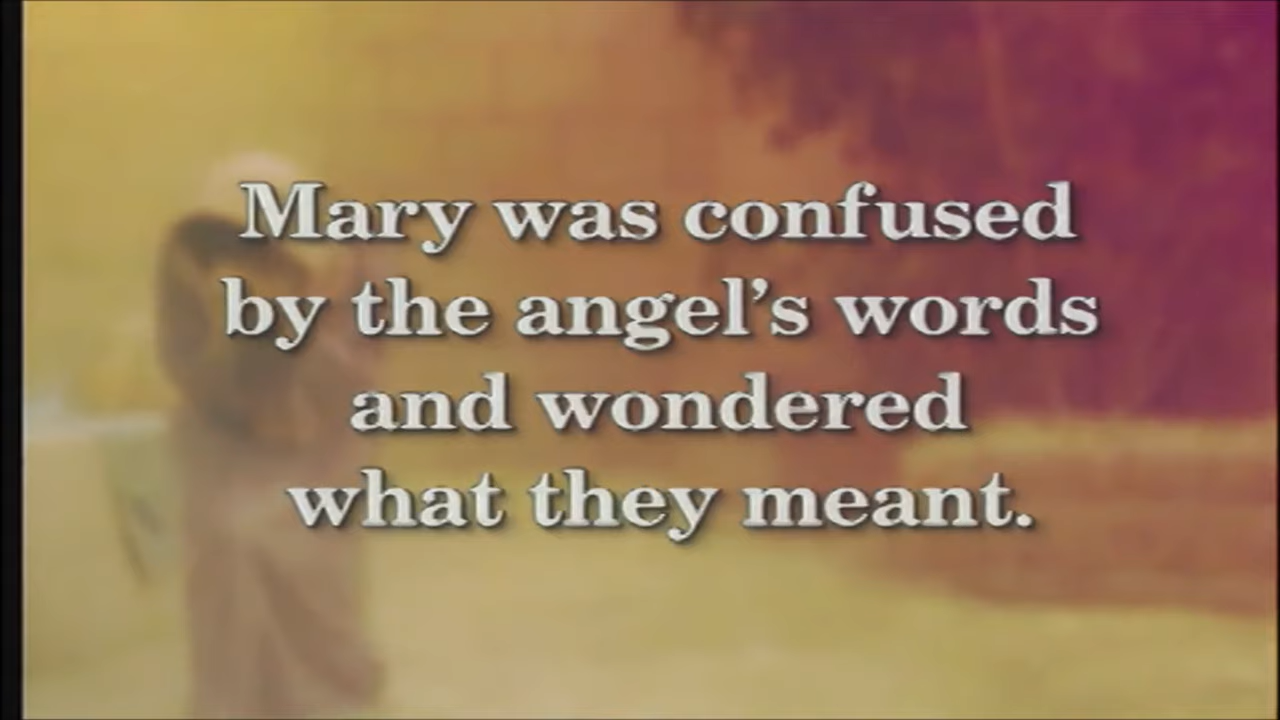 Mary was confused
by the angel’s words
and wondered
what they meant.